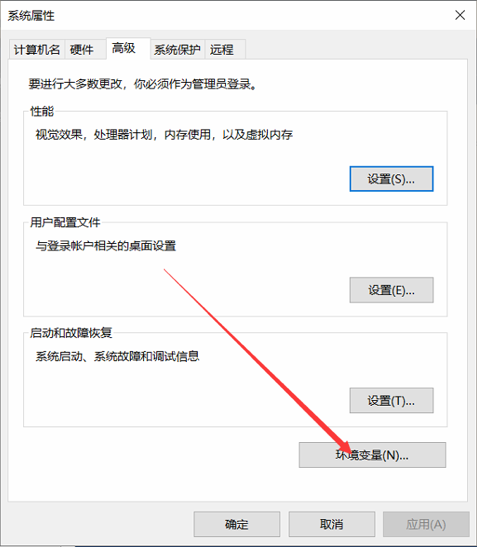 系统属性
计算机名 硬件 高级 系统保护 远程
要进行大多数更改，你必须作为管理员登录。
性能
视觉效果，处理器计划，内存使用，以及虚拟内存
设置(S)...
用户配置文件
与登录帐户相关的桌面设置
设置(E)...
启动和故障恢复
系统启动、系统故障和调试信息
设置(T)...
环境变量(N)...
确定 取消 应用(A)